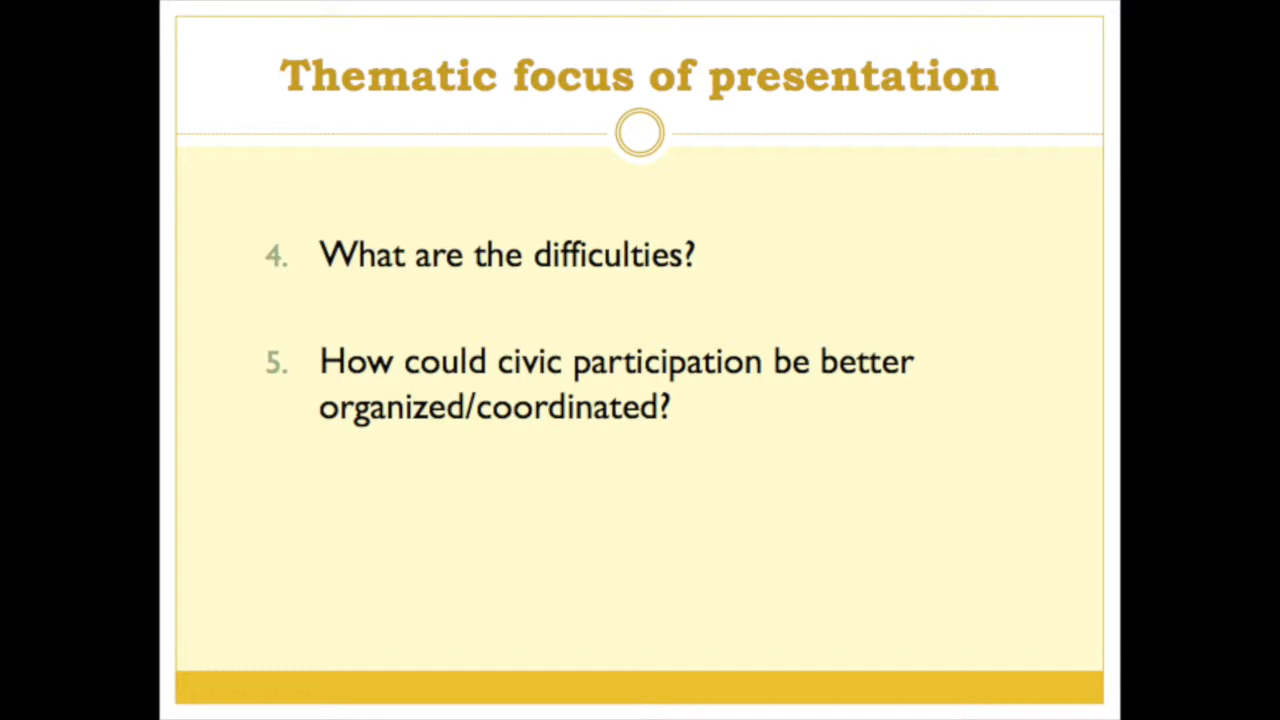 Thematic focus of presentation
4. What are the difficulties?
5. How could civic participation be better
organized/coordinated?